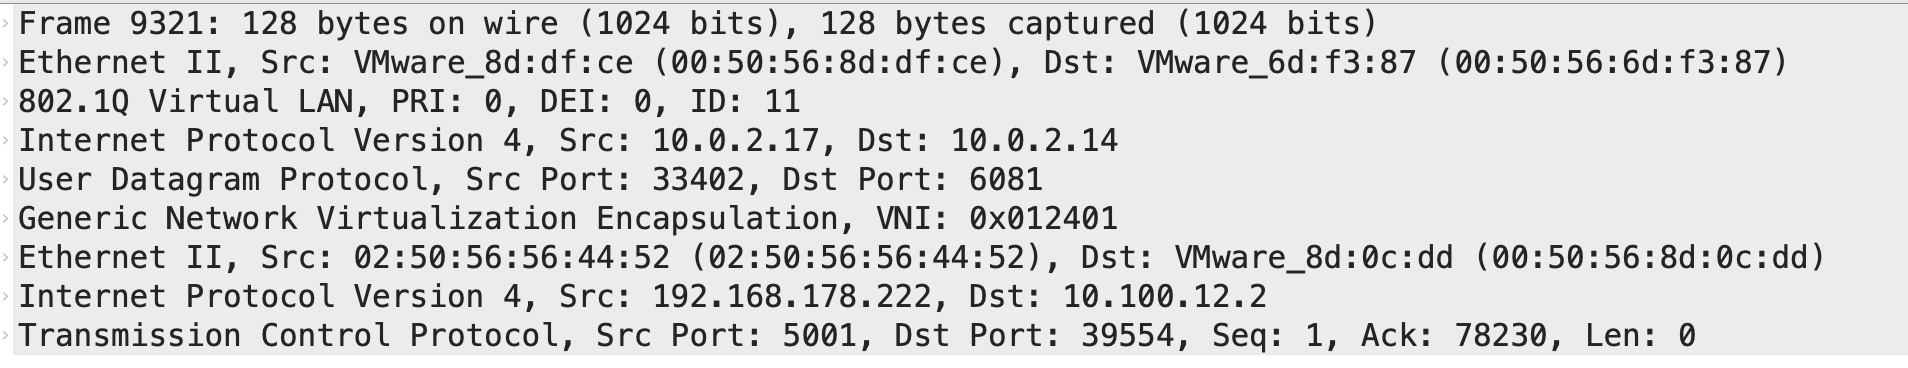 Frame 9321: 128 bytes on wire (1024 bits), 128 bytes captured (1024 bits)
Ethernet II, Src: VMware_8d:df:ce (00:50:56:8d:df:ce), Dst: VMware_6d:f3:87 (00:50:56:6d:f3:87)
802.1Q Virtual LAN, PRI: 0, DEI: 0, ID: 11
Internet Protocol Version 4, Src: 10.0.2.17, Dst: 10.0.2.14
User Datagram Protocol, Src Port: 33402, Dst Port: 6081
Generic Network Virtualization Encapsulation, VNI: 0x012401
Ethernet II, Src: 02:50:56:56:44:52 (02:50:56:56:44:52), Dst: VMware_8d:0c:dd (00:50:56:8d:0c:dd)
Internet Protocol Version 4, Src: 192.168.178.222, Dst: 10.100.12.2
Transmission Control Protocol, Src Port: 5001, Dst Port: 39554, Seq: 1, Ack: 78230, Len: 0